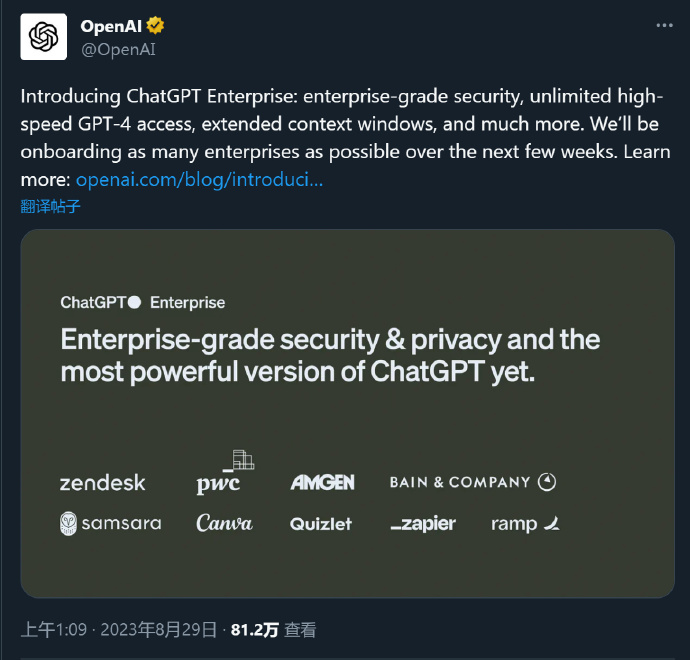 OpenAI
@OpenAI
Introducing ChatGPT Enterprise: enterprise-grade security, unlimited high-
speed GPT-4 access, extended context windows, and much more. We’ll be
onboarding as many enterprises as possible over the next few weeks. Learn
more: openai.com/blog/introduci...
翻译帖子
ChatGPT Enterprise
Enterprise-grade security & privacy and the
most powerful version of ChatGPT yet.
zendesk pwc AMGEN BAIN & COMPANY
samsara Canva Quizlet _zapier ramp
上午1:09 · 2023年8月29日 · 81.2万 查看